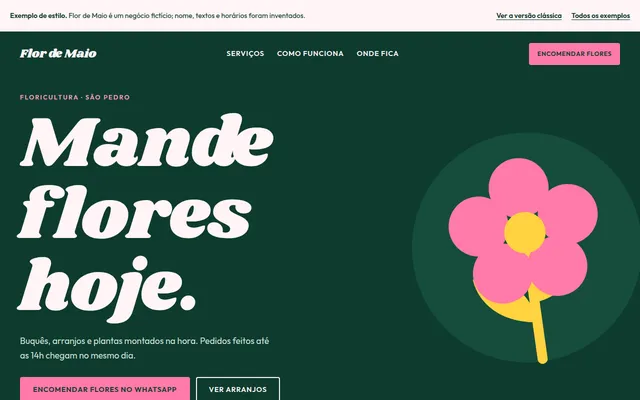 Exemplo de estilo. Flor de Maio é um negócio fictício; nome, textos e horários foram inventados.
Ver a versão clássica
Todos os exemplos
Flor de Maio
SERVIÇOS
COMO FUNCIONA
ONDE FICA
ENCOMENDAR FLORES
FLORICULTURA · SÃO PEDRO
Mande
flores
hoje.
Buquês, arranjos e plantas montados na hora. Pedidos feitos até
as 14h chegam no mesmo dia.
ENCOMENDAR FLORES NO WHATSAPP
VER ARRANJOS